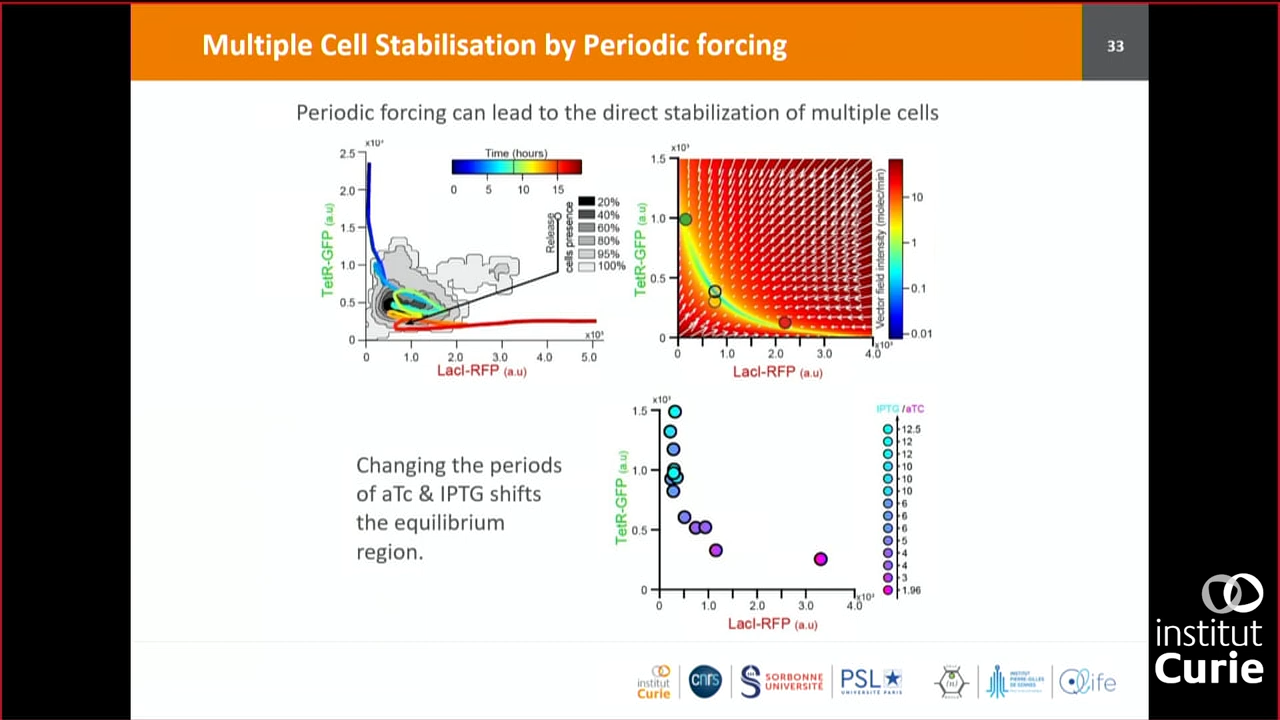 Multiple Cell Stabilisation by Periodic forcing
33
Periodic forcing can lead to the direct stabilization of multiple cells
x10³
2.5
2.0
1.5
1.0
0.5
0
TetR-GFP (a.u)
Time (hours)
0 5 10 15
Release
cells presence
20%
40%
60%
80%
95%
100%
x10³
0 1.0 2.0 3.0 4.0 5.0
LacI-RFP (a.u)
x10³
1.5
1.0
0.5
0
TetR-GFP (a.u)
0 1.0 2.0 3.0 4.0
x10³
LacI-RFP (a.u)
Vector field intensity (molec/min)
10
1
0.1
0.01
Changing the periods
of aTc & IPTG shifts
the equilibrium
region.
x10³
1.5
1.0
0.5
0
TetR-GFP (a.u)
0 1.0 2.0 3.0 4.0
x10³
LacI-RFP (a.u)
IPTG /aTC
12.5
12
12
10
10
10
6
6
6
5
4
4
3
1.96
institut
Curie
cnrs
SORBONNE
UNIVERSITÉ
PSL
UNIVERSITÉ PARIS
INSTITUT
PIERRE-GILLES
DE GENNES
life
institut
Curie